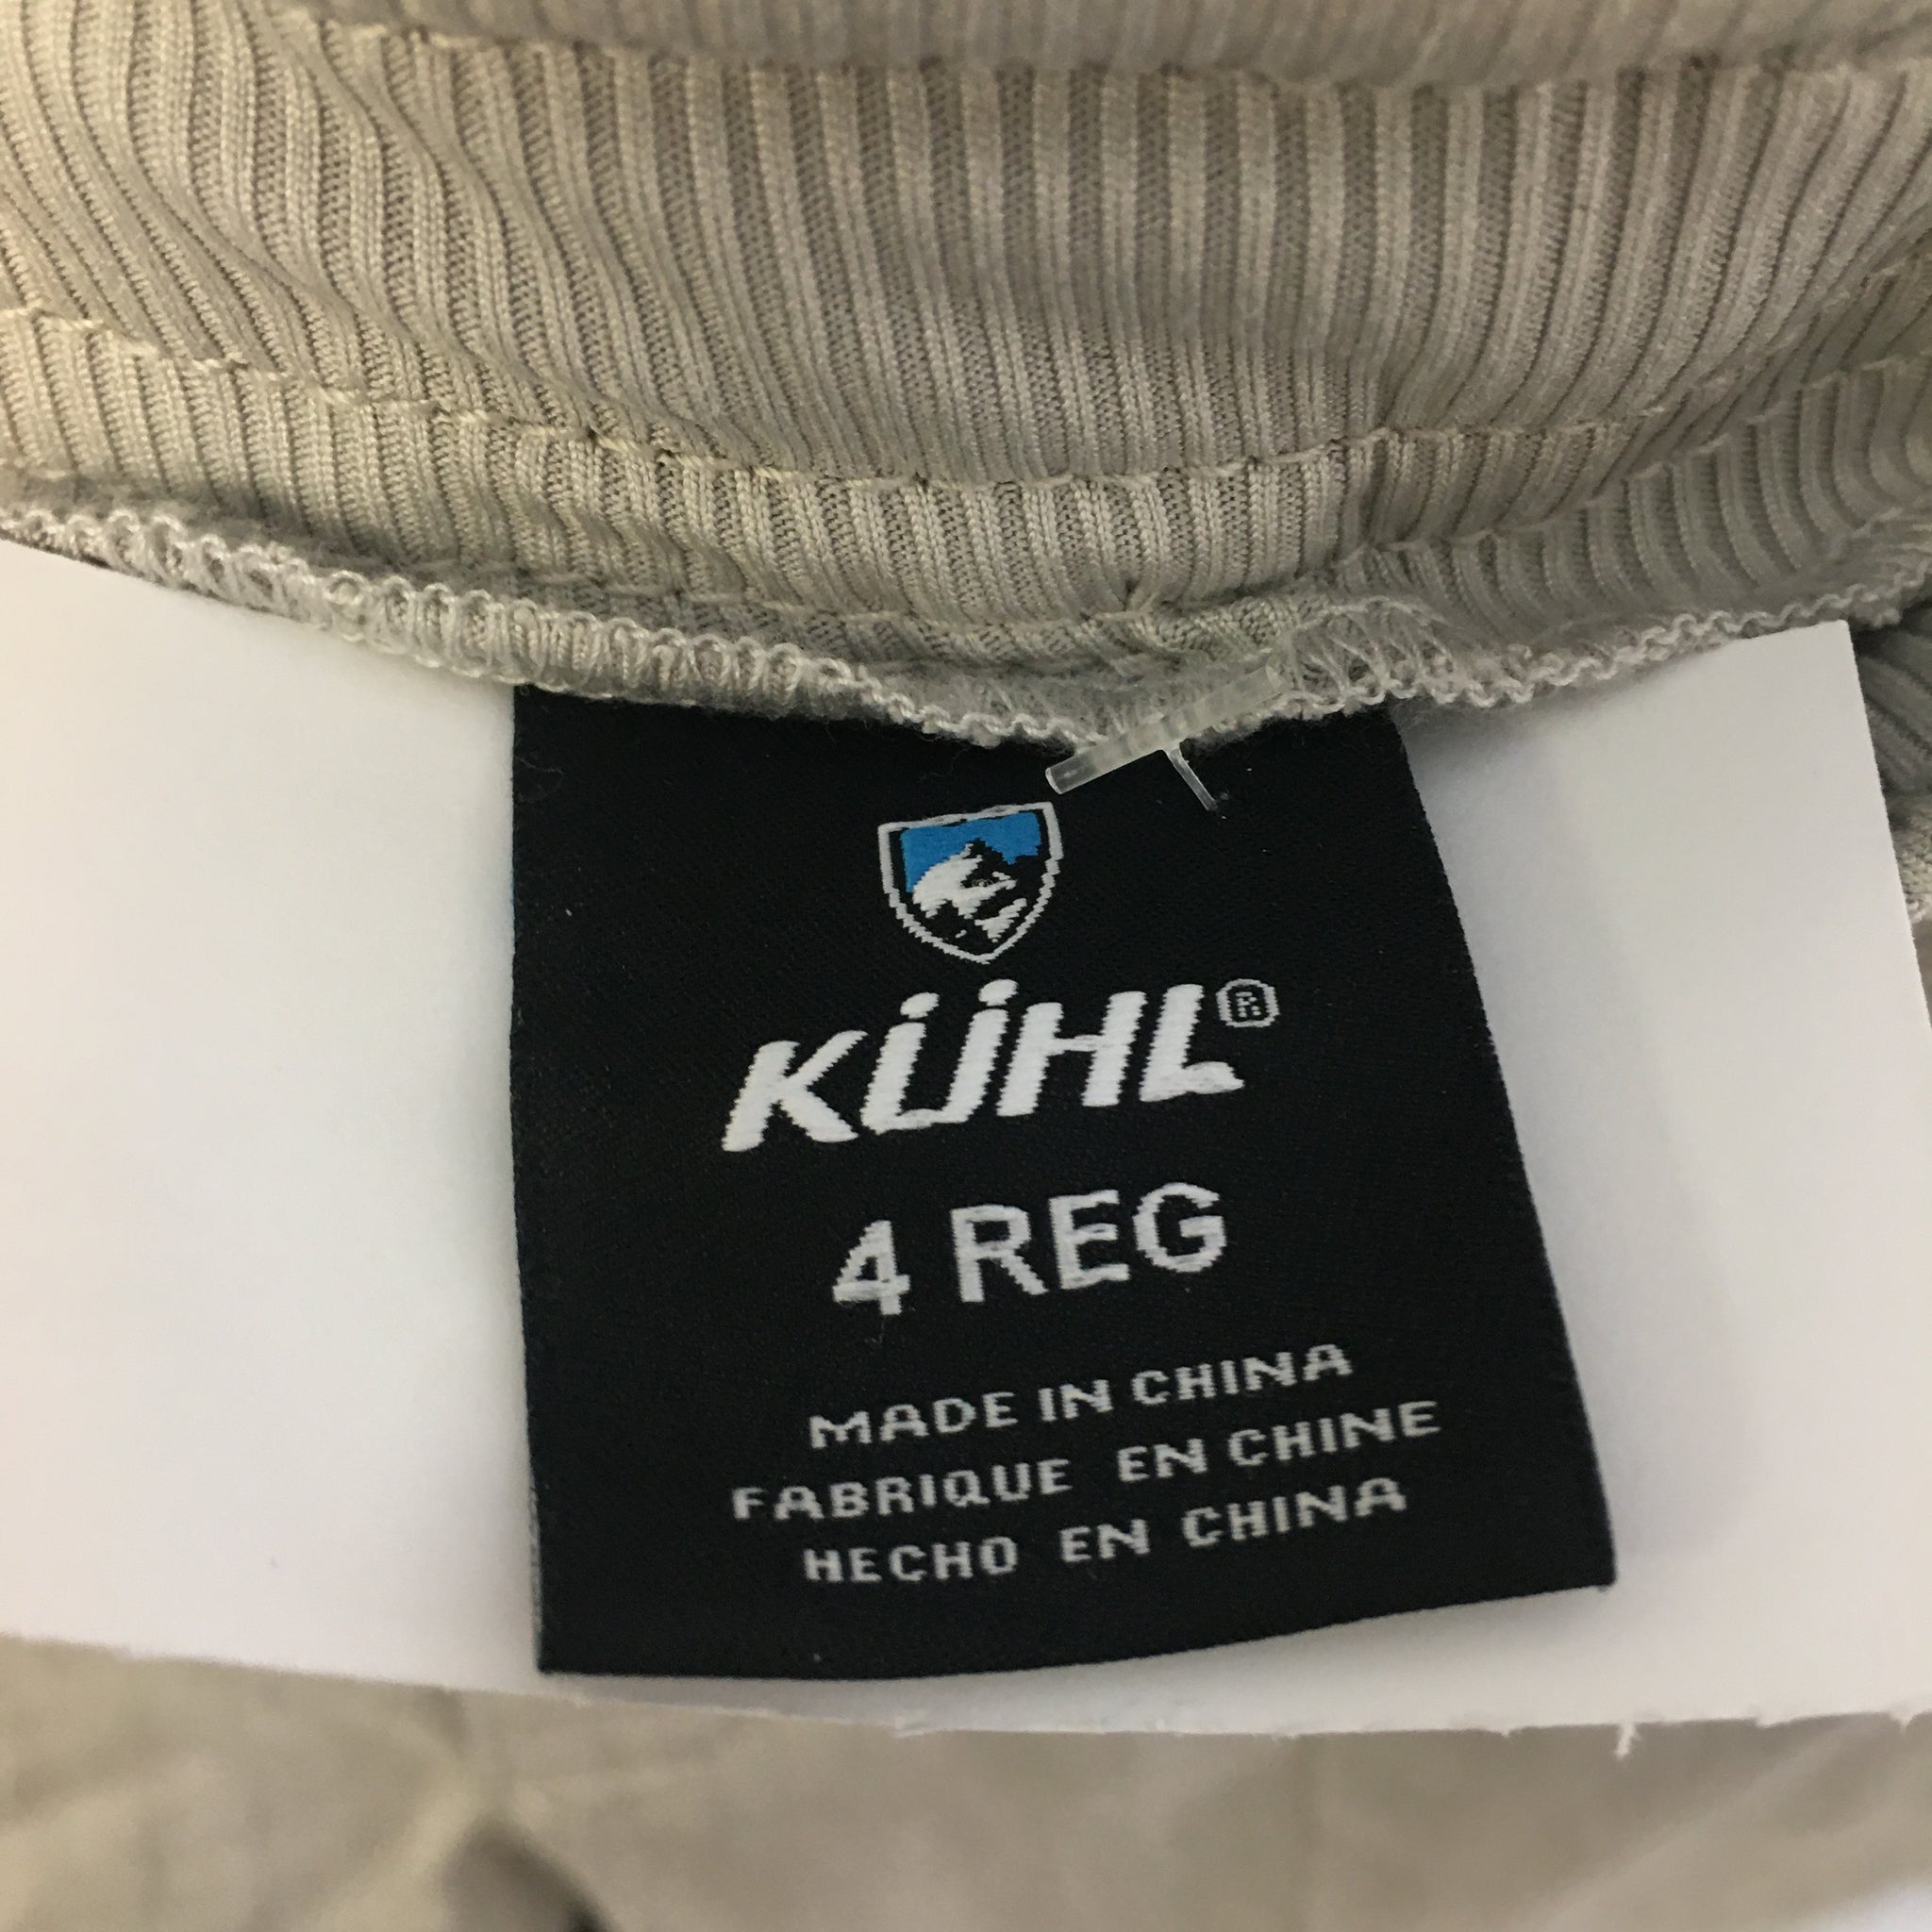 KÜHL®
4 REG
MADE IN CHINA
FABRIQUE EN CHINE
HECHO EN CHINA